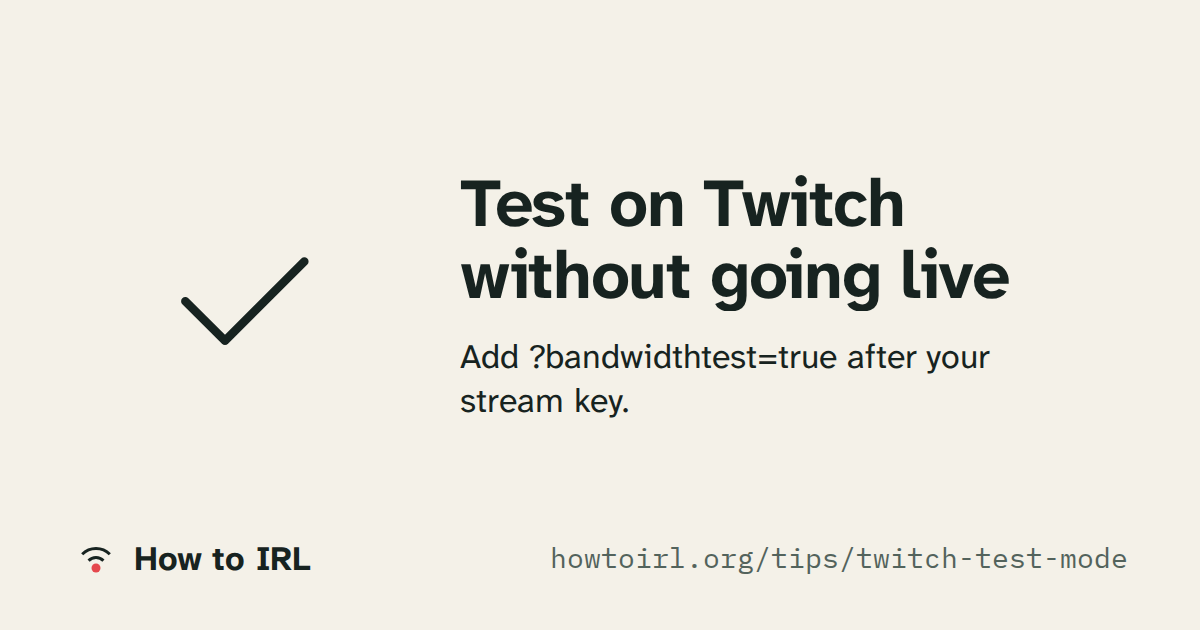 Test on Twitch
without going live
Add ?bandwidthtest=true after your
stream key.
How to IRL
howtoirl.org/tips/twitch-test-mode